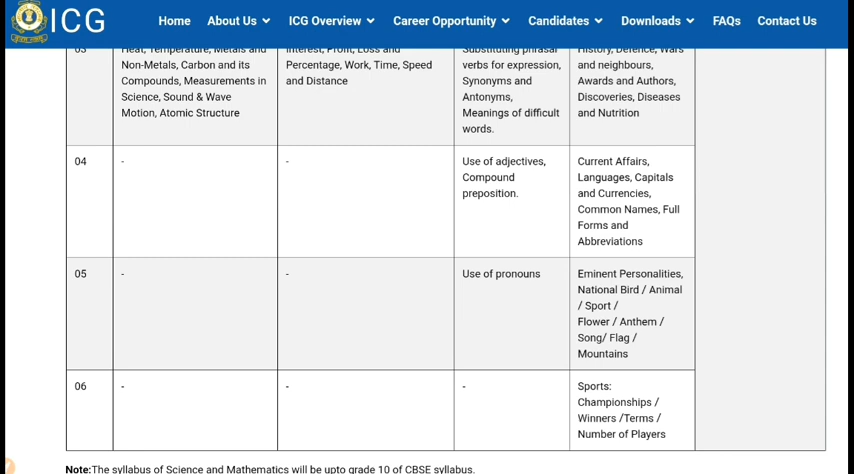 ICG
Home About Us ICG Overview Career Opportunity Candidates Downloads FAQs Contact Us
03
Heat, Temperature, Metals and
Non-Metals, Carbon and its
Compounds, Measurements in
Science, Sound & Wave
Motion, Atomic Structure
Interest, Profit, Loss and
Percentage, Work, Time, Speed
and Distance
Substituting phrasal
verbs for expression,
Synonyms and
Antonyms,
Meanings of difficult
words.
History, Defence, Wars
and neighbours,
Awards and Authors,
Discoveries, Diseases
and Nutrition
04
-
-
Use of adjectives,
Compound
preposition.
Current Affairs,
Languages, Capitals
and Currencies,
Common Names, Full
Forms and
Abbreviations
05
-
-
Use of pronouns
Eminent Personalities,
National Bird / Animal
/ Sport /
Flower / Anthem /
Song/ Flag /
Mountains
06
-
-
-
Sports:
Championships /
Winners /Terms /
Number of Players
Note:The syllabus of Science and Mathematics will be upto grade 10 of CBSE syllabus.